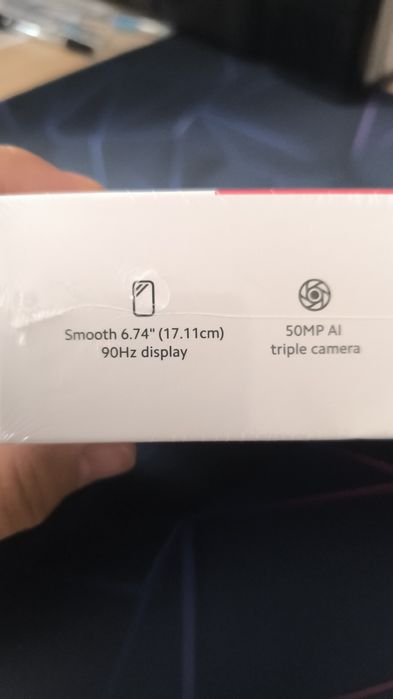 Smooth 6.74" (17.11cm)
90Hz display
50MP AI
triple camera